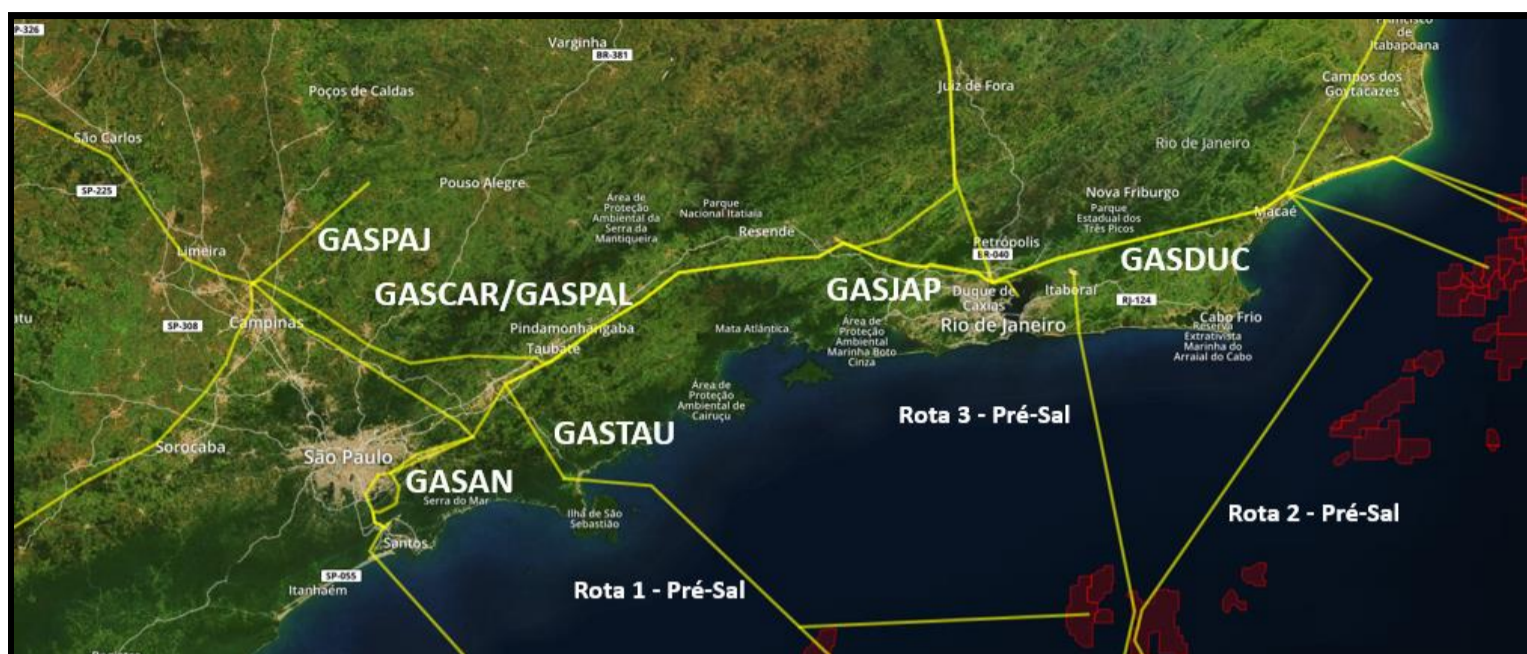 P-326
Varginha
BR-381
Francisco
de
Itabapoana
Poços de Caldas
Juiz de Fora
Campos dos
Goytacazes
São Carlos
Rio de Janeiro
SP-225
Pouso Alegre
Nova Friburgo
Área de
Proteção
Ambiental da
Serra da
Mantiqueira
Parque
Nacional Itatiaia
Parque
Estadual dos
Três Picos
Macaé
Limeira
GASPAJ
Resende
Petrópolis
BR-040
GASDUC
GASCAR/GASPAL
GASJAP
Duque de
Caxias
Itaboraí
RJ-124
atu
SP-308
Campinas
Pindamonhangaba
Taubaté
Mata Atlântica
Área de
Proteção
Ambiental
Marinha Boto
Cinza
Rio de Janeiro
Cabo Frio
Reserva
Extrativista
Marinha do
Arraial do Cabo
Área de
Proteção
Ambiental de
Cairuçu
Rota 3 - Pré-Sal
Sorocaba
São Paulo
GASTAU
GASAN
Serra do Mar
Ilha de São
Sebastião
Rota 2 - Pré-Sal
Santos
SP-055
Itanhaém
Rota 1 - Pré-Sal